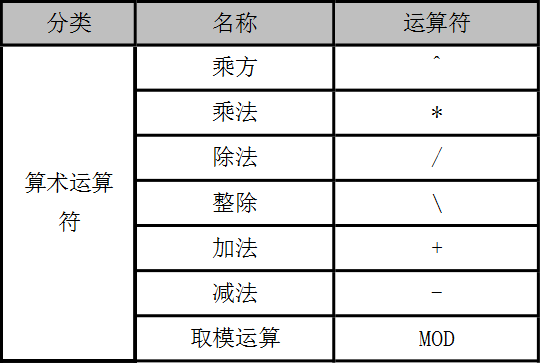 分类 名称 运算符
算术运算
符
乘方 ^
乘法 *
除法 /
整除 \
加法 +
减法 -
取模运算 MOD